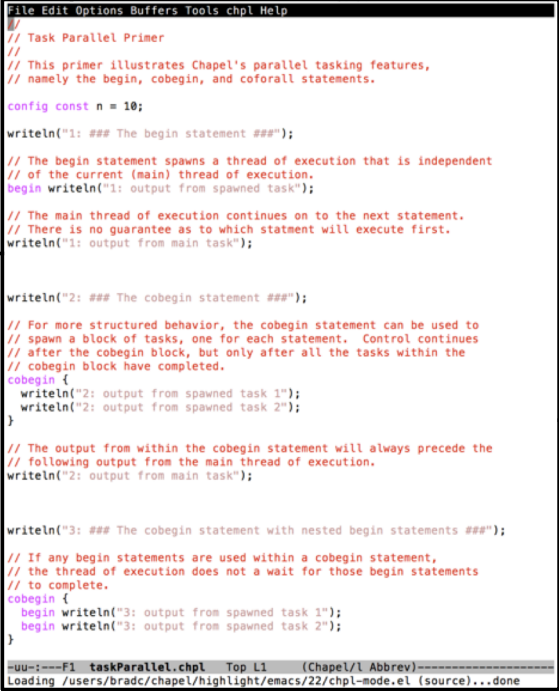 File Edit Options Buffers Tools chpl Help
//
// Task Parallel Primer
//
// This primer illustrates Chapel's parallel tasking features,
// namely the begin, cobegin, and coforall statements.
config const n = 10;
writeln("1: ### The begin statement ###");
// The begin statement spawns a thread of execution that is independent
// of the current (main) thread of execution.
begin writeln("1: output from spawned task");
// The main thread of execution continues on to the next statement.
// There is no guarantee as to which statment will execute first.
writeln("1: output from main task");
writeln("2: ### The cobegin statement ###");
// For more structured behavior, the cobegin statement can be used to
// spawn a block of tasks, one for each statement.  Control continues
// after the cobegin block, but only after all the tasks within the
// cobegin block have completed.
cobegin {
  writeln("2: output from spawned task 1");
  writeln("2: output from spawned task 2");
}
// The output from within the cobegin statement will always precede the
// following output from the main thread of execution.
writeln("2: output from main task");
writeln("3: ### The cobegin statement with nested begin statements ###");
// If any begin statements are used within a cobegin statement,
// the thread of execution does not a wait for those begin statements
// to complete.
cobegin {
  begin writeln("3: output from spawned task 1");
  begin writeln("3: output from spawned task 2");
}
-uu-:---F1  taskParallel.chpl   Top L1     (Chapel/l Abbrev)------------------
Loading /users/bradc/chapel/highlight/emacs/22/chpl-mode.el (source)...done